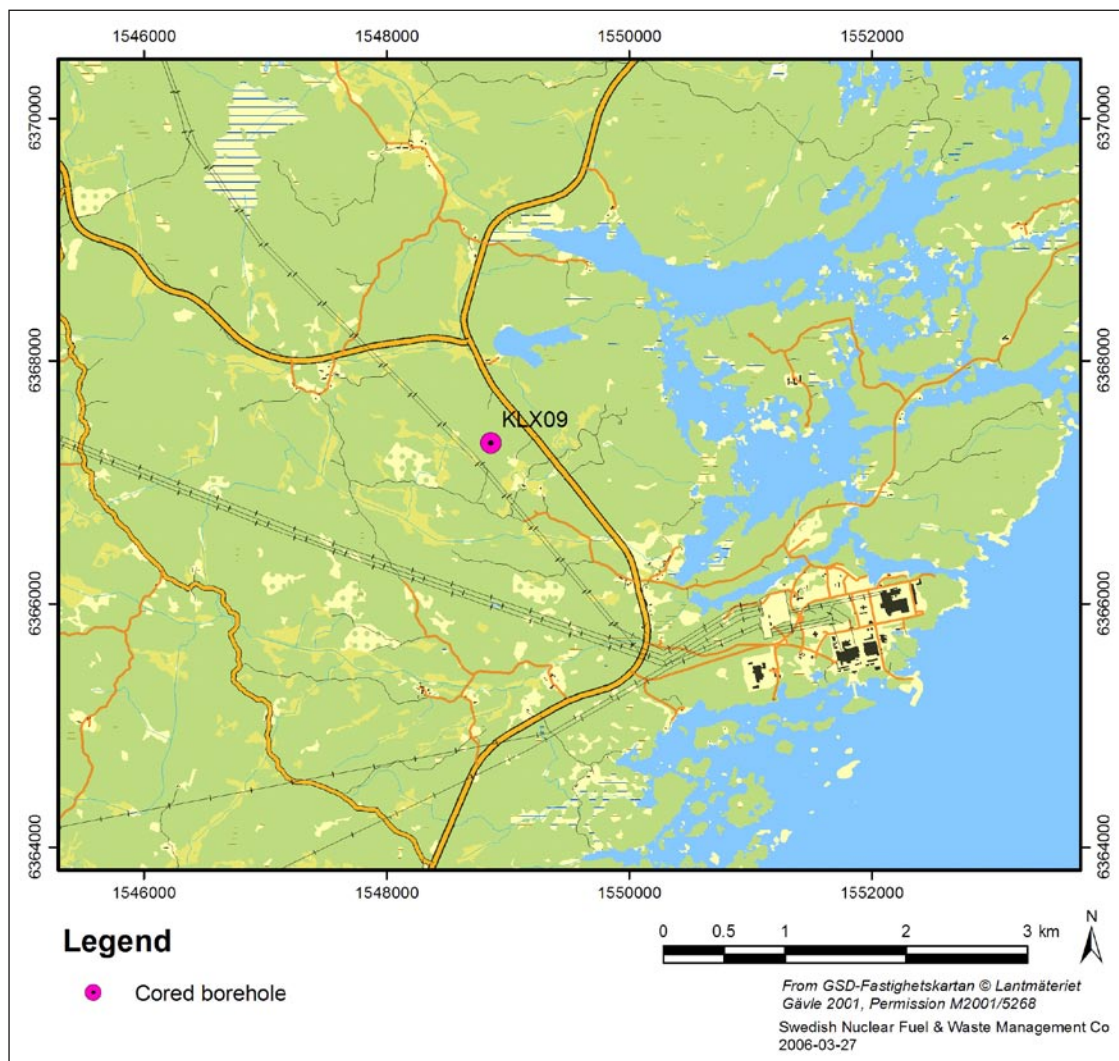 1546000 1548000 1550000 1552000
6370000 6370000
6368000 6368000
KLX09
6366000 6366000
6364000 6364000
1546000 1548000 1550000 1552000
Legend
Cored borehole
0 0.5 1 2 3 km
N
From GSD-Fastighetskartan © Lantmäteriet
Gävle 2001, Permission M2001/5268
Swedish Nuclear Fuel & Waste Management Co
2006-03-27